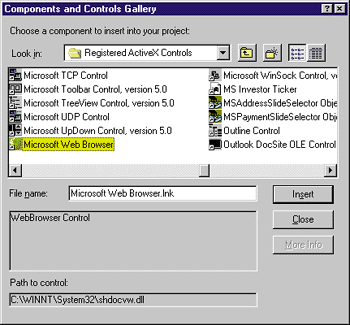 Components and Controls Gallery
Choose a component to insert into your project:
Look in: Registered ActiveX Controls
Microsoft TCP Control
Microsoft Toolbar Control, version 5.0
Microsoft TreeView Control, version 5.0
Microsoft UDP Control
Microsoft UpDown Control, version 5.0
Microsoft Web Browser
Microsoft WinSock Control, ve
MS Investor Ticker
MSAddressSlideSelector Obje
MSPaymentSlideSelector Obj
Outline Control
Outlook DocSite OLE Control
File name: Microsoft Web Browser.lnk
Insert
WebBrowser Control
Close
More Info
Path to control:
C:\WINNT\System32\shdocvw.dll